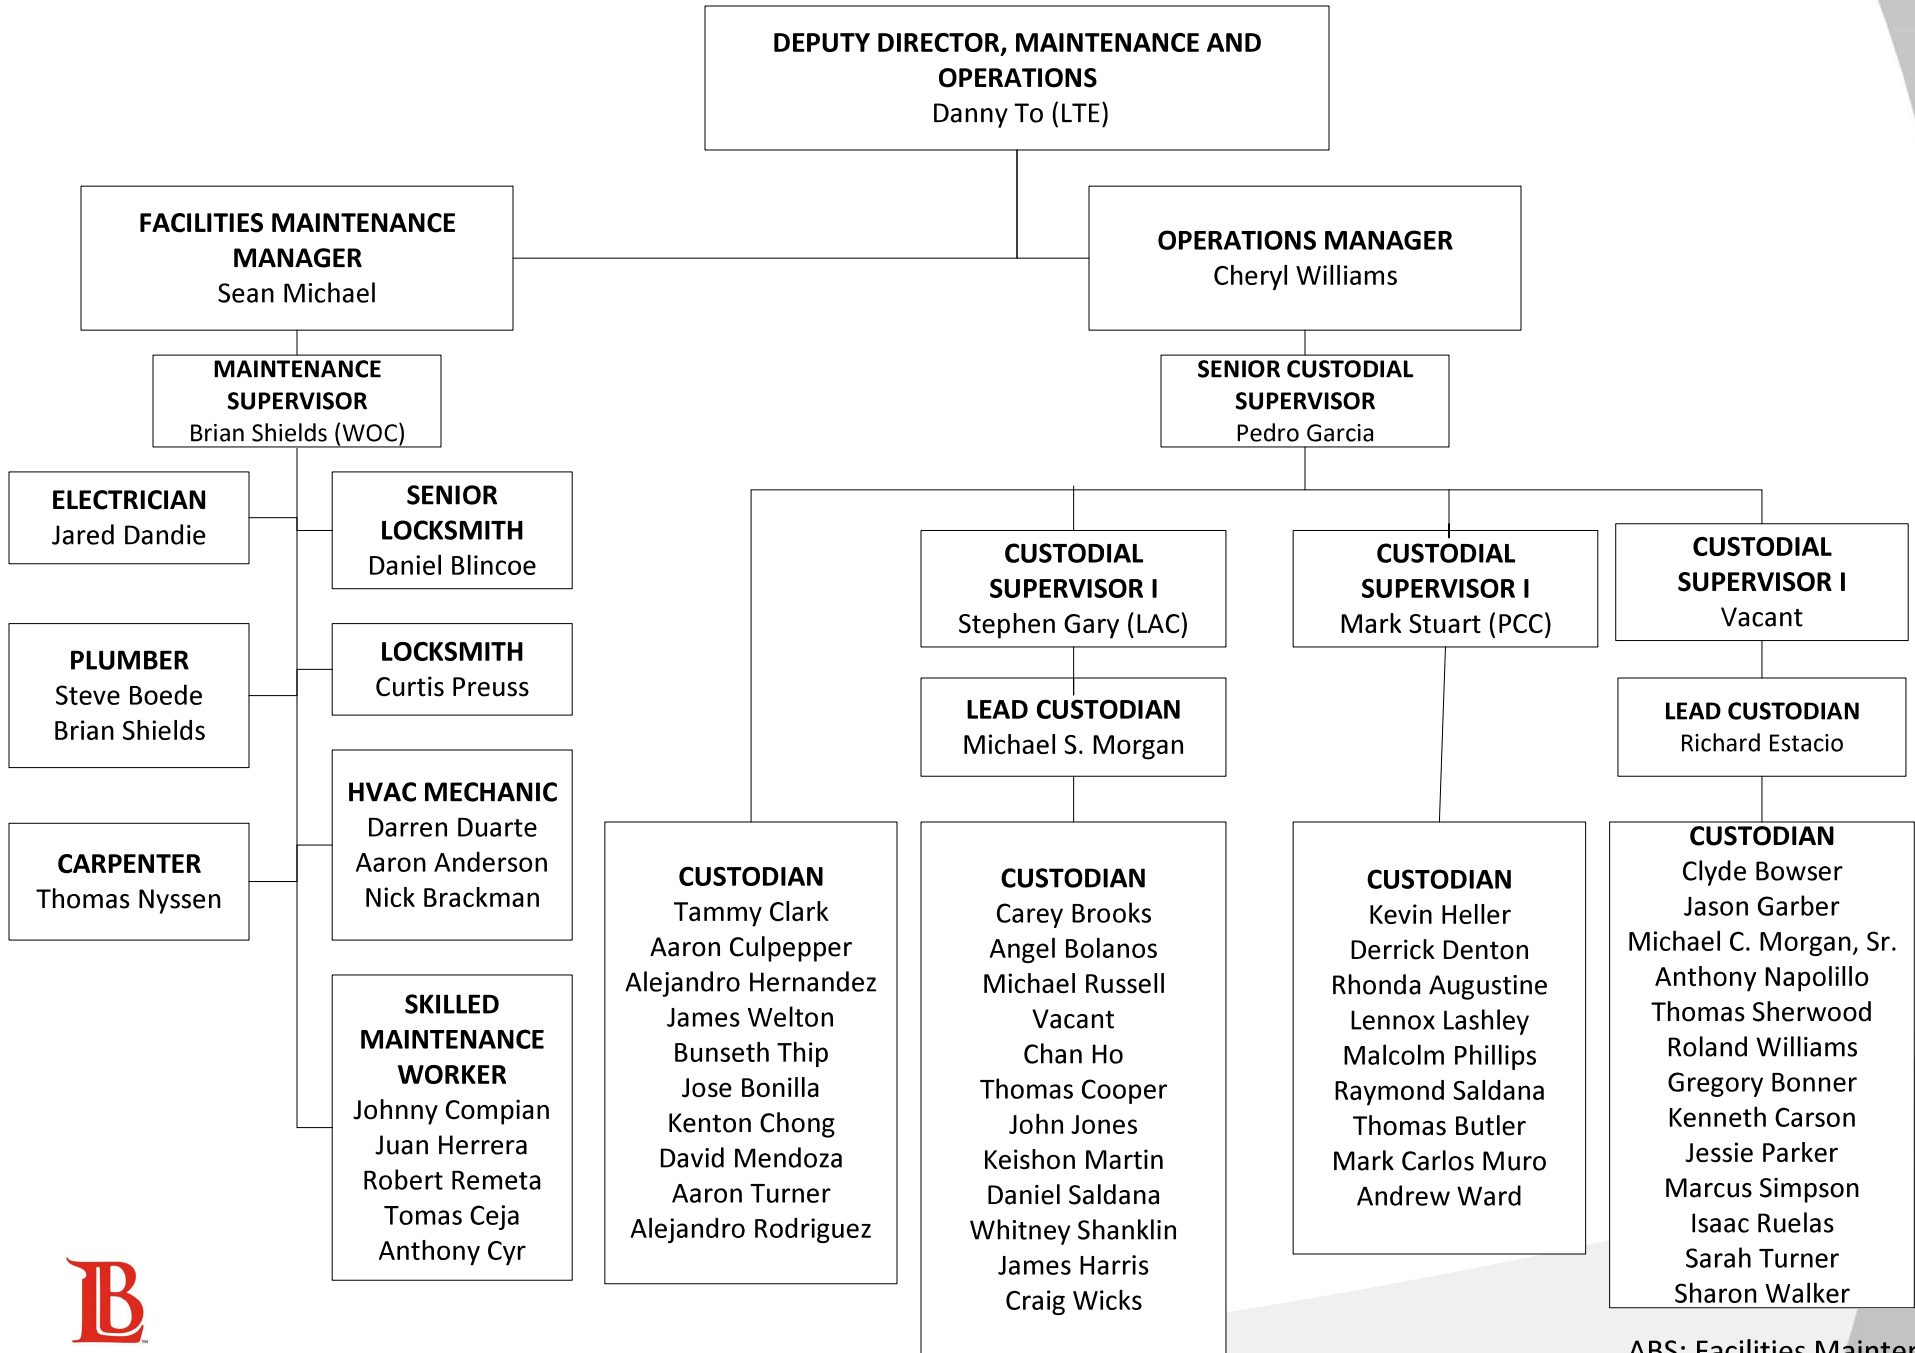 DEPUTY DIRECTOR, MAINTENANCE AND
OPERATIONS
Danny To (LTE)
FACILITIES MAINTENANCE
MANAGER
Sean Michael
OPERATIONS MANAGER
Cheryl Williams
MAINTENANCE
SUPERVISOR
Brian Shields (WOC)
SENIOR CUSTODIAL
SUPERVISOR
Pedro Garcia
ELECTRICIAN
Jared Dandie
SENIOR
LOCKSMITH
Daniel Blincoe
PLUMBER
Steve Boede
Brian Shields
LOCKSMITH
Curtis Preuss
CARPENTER
Thomas Nyssen
HVAC MECHANIC
Darren Duarte
Aaron Anderson
Nick Brackman
SKILLED
MAINTENANCE
WORKER
Johnny Compian
Juan Herrera
Robert Remeta
Tomas Ceja
Anthony Cyr
CUSTODIAL
SUPERVISOR I
Stephen Gary (LAC)
CUSTODIAL
SUPERVISOR I
Mark Stuart (PCC)
CUSTODIAL
SUPERVISOR I
Vacant
LEAD CUSTODIAN
Michael S. Morgan
LEAD CUSTODIAN
Richard Estacio
CUSTODIAN
Tammy Clark
Aaron Culpepper
Alejandro Hernandez
James Welton
Bunseth Thip
Jose Bonilla
Kenton Chong
David Mendoza
Aaron Turner
Alejandro Rodriguez
CUSTODIAN
Carey Brooks
Angel Bolanos
Michael Russell
Vacant
Chan Ho
Thomas Cooper
John Jones
Keishon Martin
Daniel Saldana
Whitney Shanklin
James Harris
Craig Wicks
CUSTODIAN
Kevin Heller
Derrick Denton
Rhonda Augustine
Lennox Lashley
Malcolm Phillips
Raymond Saldana
Thomas Butler
Mark Carlos Muro
Andrew Ward
CUSTODIAN
Clyde Bowser
Jason Garber
Michael C. Morgan, Sr.
Anthony Napolillo
Thomas Sherwood
Roland Williams
Gregory Bonner
Kenneth Carson
Jessie Parker
Marcus Simpson
Isaac Ruelas
Sarah Turner
Sharon Walker
LB
ABS: Facilities